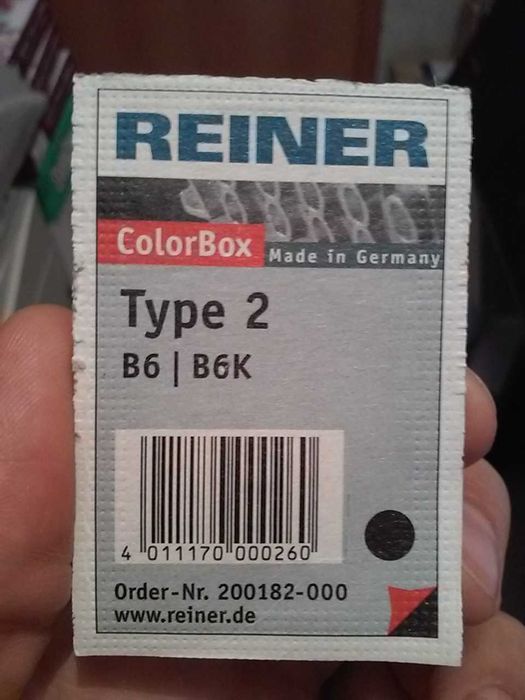 REINER
ColorBox
Made in Germany
Type 2
B6 | B6K
4 011170 000260
Order-Nr. 200182-000
www.reiner.de